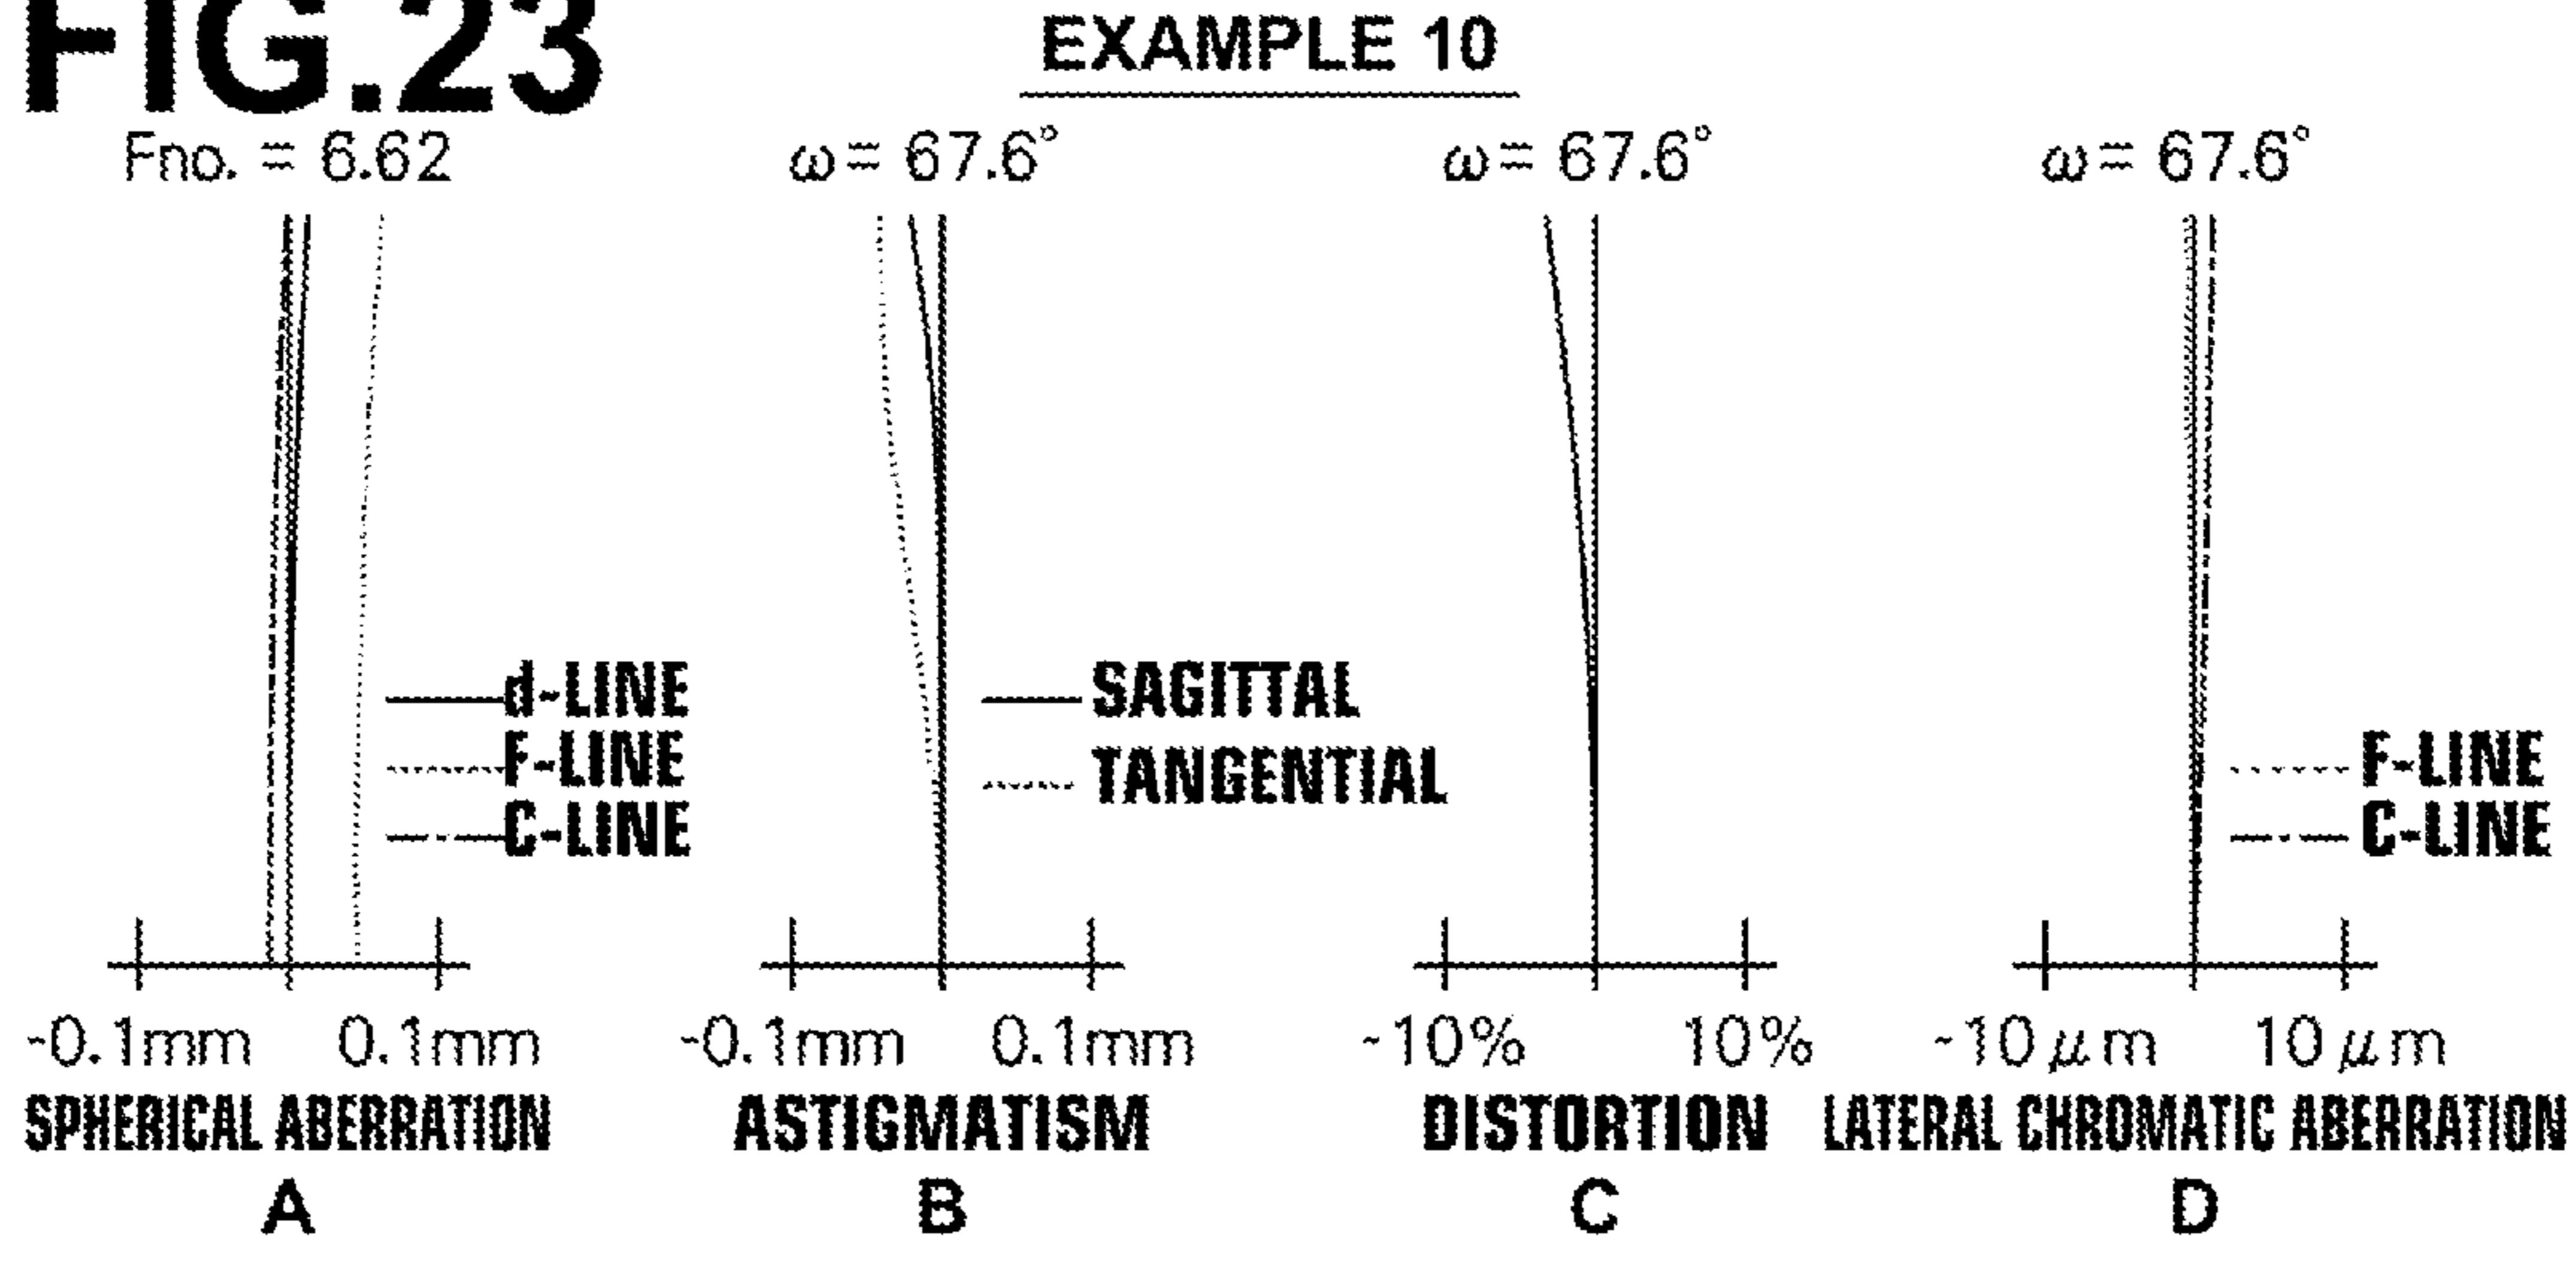 FIG.23
EXAMPLE 10
Fno. = 6.62
ω= 67.6°
ω= 67.6°
ω= 67.6°
d-LINE
F-LINE
C-LINE
SAGITTAL
TANGENTIAL
F-LINE
C-LINE
-0.1mm 0.1mm
-0.1mm 0.1mm
-10% 10%
-10μm 10μm
SPHERICAL ABERRATION
ASTIGMATISM
DISTORTION
LATERAL CHROMATIC ABERRATION
A
B
C
D